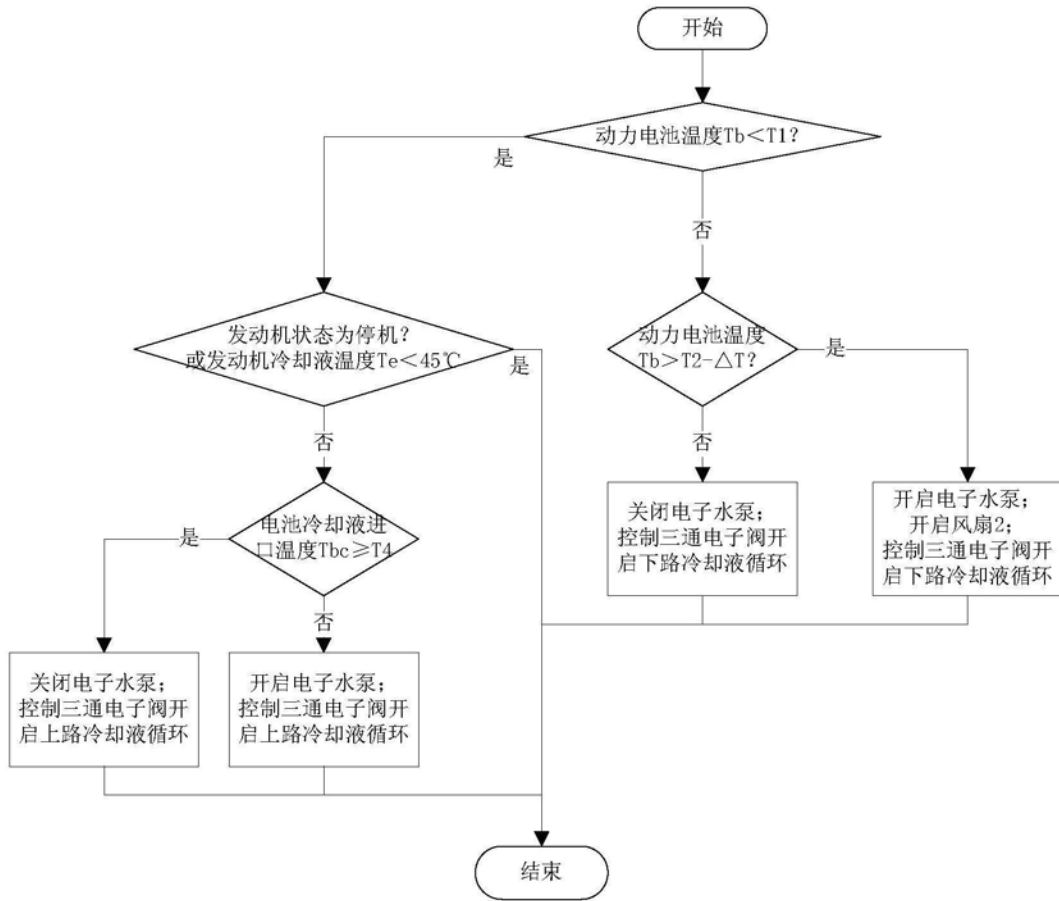 开始
动力电池温度Tb＜T1？
是
否
发动机状态为停机？
或发动机冷却液温度Te＜45℃
是
动力电池温度
Tb＞T2-△T？
是
否
否
电池冷却液进
口温度Tbc≥T4
是
否
关闭电子水泵；
控制三通电子阀开
启下路冷却液循环
开启电子水泵；
开启风扇2；
控制三通电子阀开
启下路冷却液循环
关闭电子水泵；
控制三通电子阀开
启上路冷却液循环
开启电子水泵；
控制三通电子阀开
启上路冷却液循环
结束